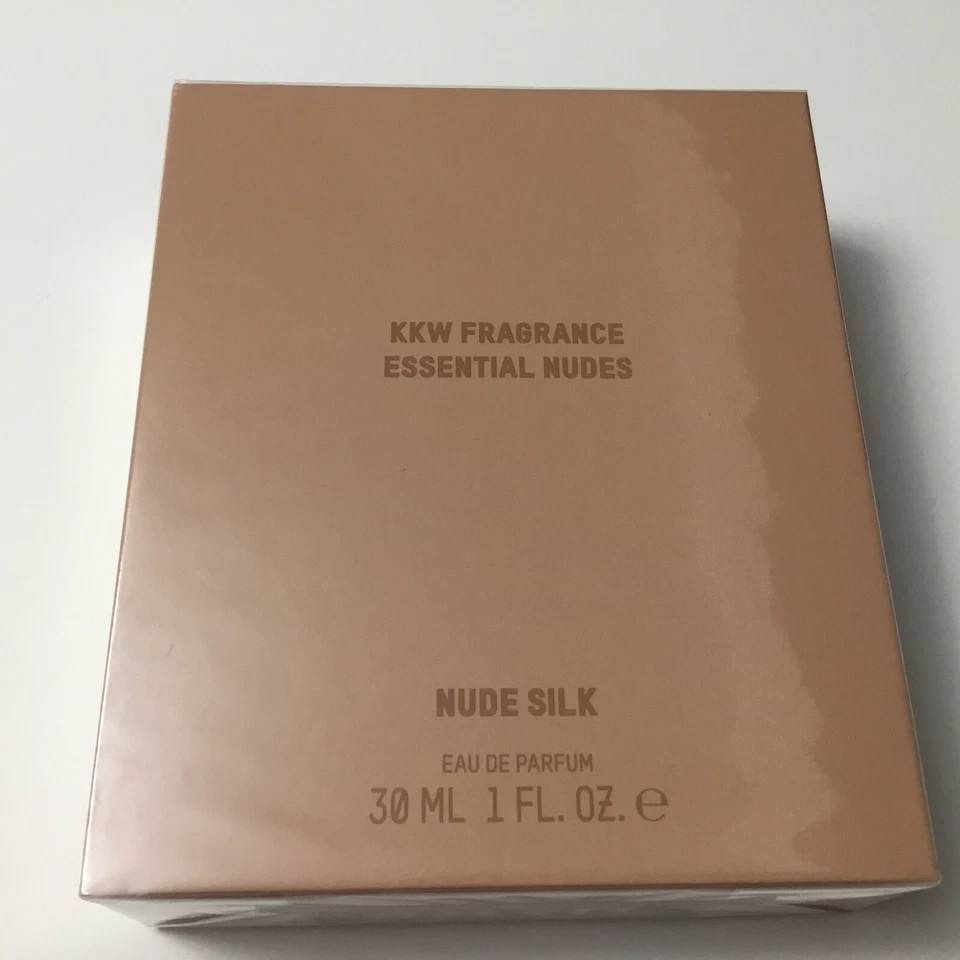 KKW FRAGRANCE
ESSENTIAL NUDES
NUDE SILK
EAU DE PARFUM
30 ML 1 FL. OZ. ℮